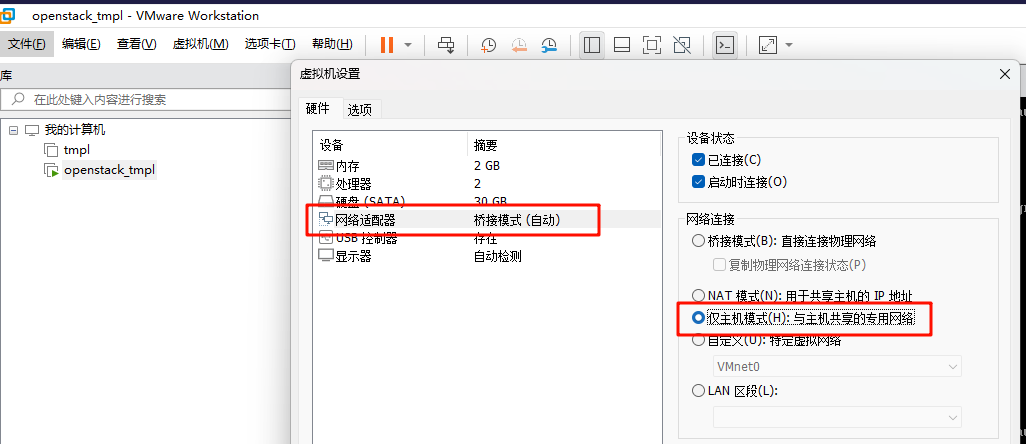 openstack_tmpl - VMware Workstation
文件(F) 编辑(E) 查看(V) 虚拟机(M) 选项卡(T) 帮助(H)
库
在此处键入内容进行搜索
我的计算机
tmpl
openstack_tmpl
虚拟机设置
硬件 选项
设备 摘要
内存 2 GB
处理器 2
硬盘 (SATA) 30 GB
网络适配器 桥接模式 (自动)
USB 控制器 存在
显示器 自动检测
设备状态
已连接(C)
启动时连接(O)
网络连接
桥接模式(B): 直接连接物理网络
复制物理网络连接状态(P)
NAT 模式(N): 用于共享主机的 IP 地址
仅主机模式(H): 与主机共享的专用网络
自定义(U): 特定虚拟网络
VMnet0
LAN 区段(L):